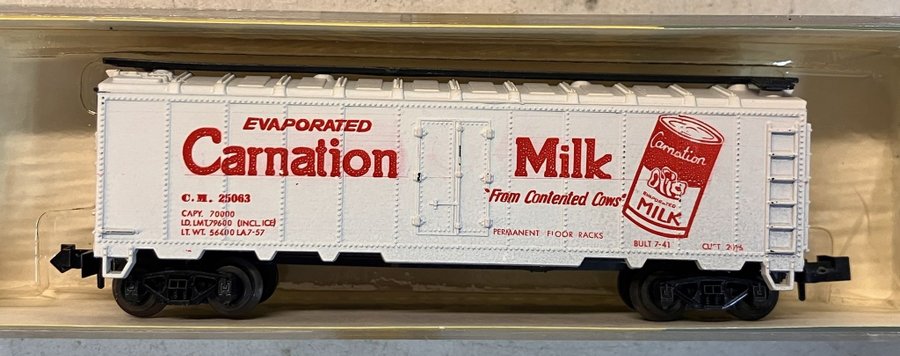 EVAPORATED
Carnation Milk
"From Contented Cows"
C.M. 25063
CAPY. 70000
LD. LMT. 79600 (INCL. ICE)
LT. WT. 56400 LA 7-57
PERMANENT FLOOR RACKS
BULT 7-41
Carnation
EVAPORATED
MILK